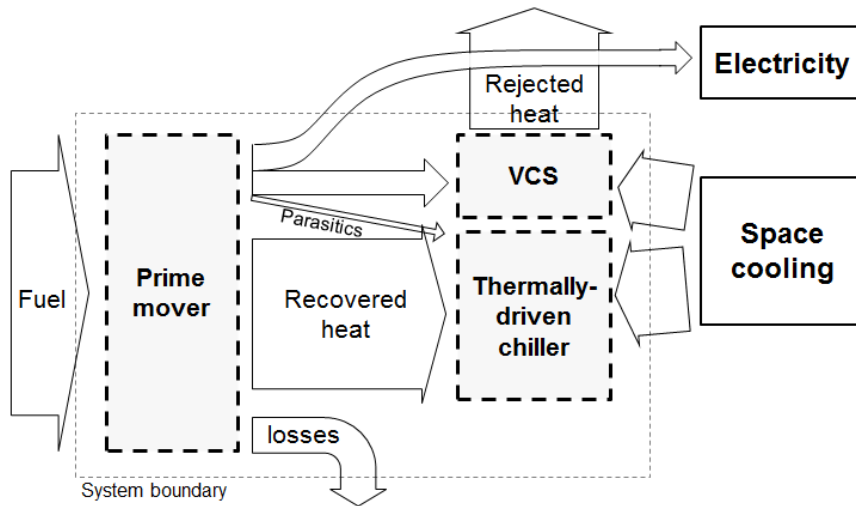 Rejected
heat
Electricity
VCS
Parasitics
Space
cooling
Fuel
Prime
mover
Recovered
heat
Thermally-
driven
chiller
losses
System boundary